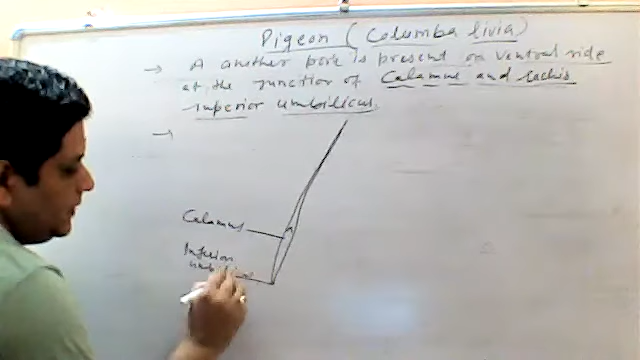 Pigeon (Columba livia)
→ A another pore is present on ventral side
at the junction of Calamus and rachis
superior umbilicus.
→
Calamus
Inferior